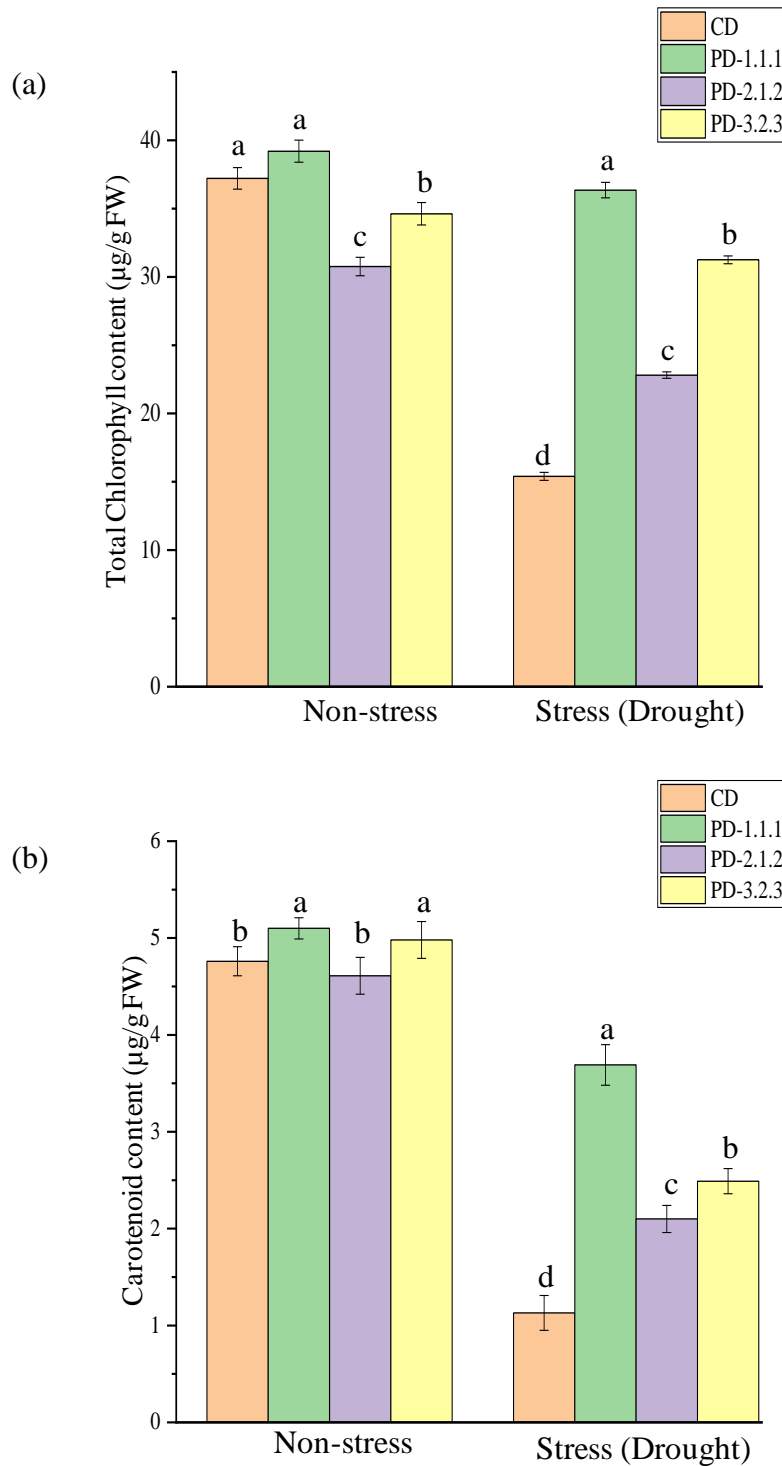 CD
PD-1.1.1
PD-2.1.2
PD-3.2.3
(a)
Total Chlorophyll content (µg/g FW)
40
30
20
10
0
a
a
c
b
d
a
c
b
Non-stress
Stress (Drought)
CD
PD-1.1.1
PD-2.1.2
PD-3.2.3
(b)
Carotenoid content (µg/g FW)
6
5
4
3
2
1
0
b
a
b
a
d
a
c
b
Non-stress
Stress (Drought)